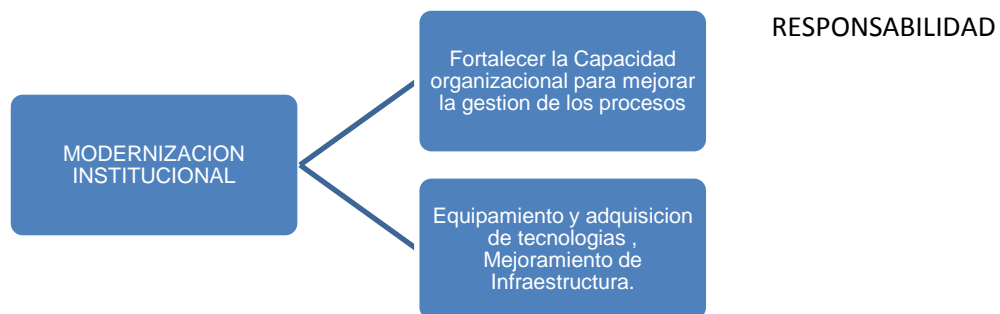 RESPONSABILIDAD
Fortalecer la Capacidad
organizacional para mejorar
la gestion de los procesos
MODERNIZACION
INSTITUCIONAL
Equipamiento y adquisicion
de tecnologias ,
Mejoramiento de
Infraestructura.